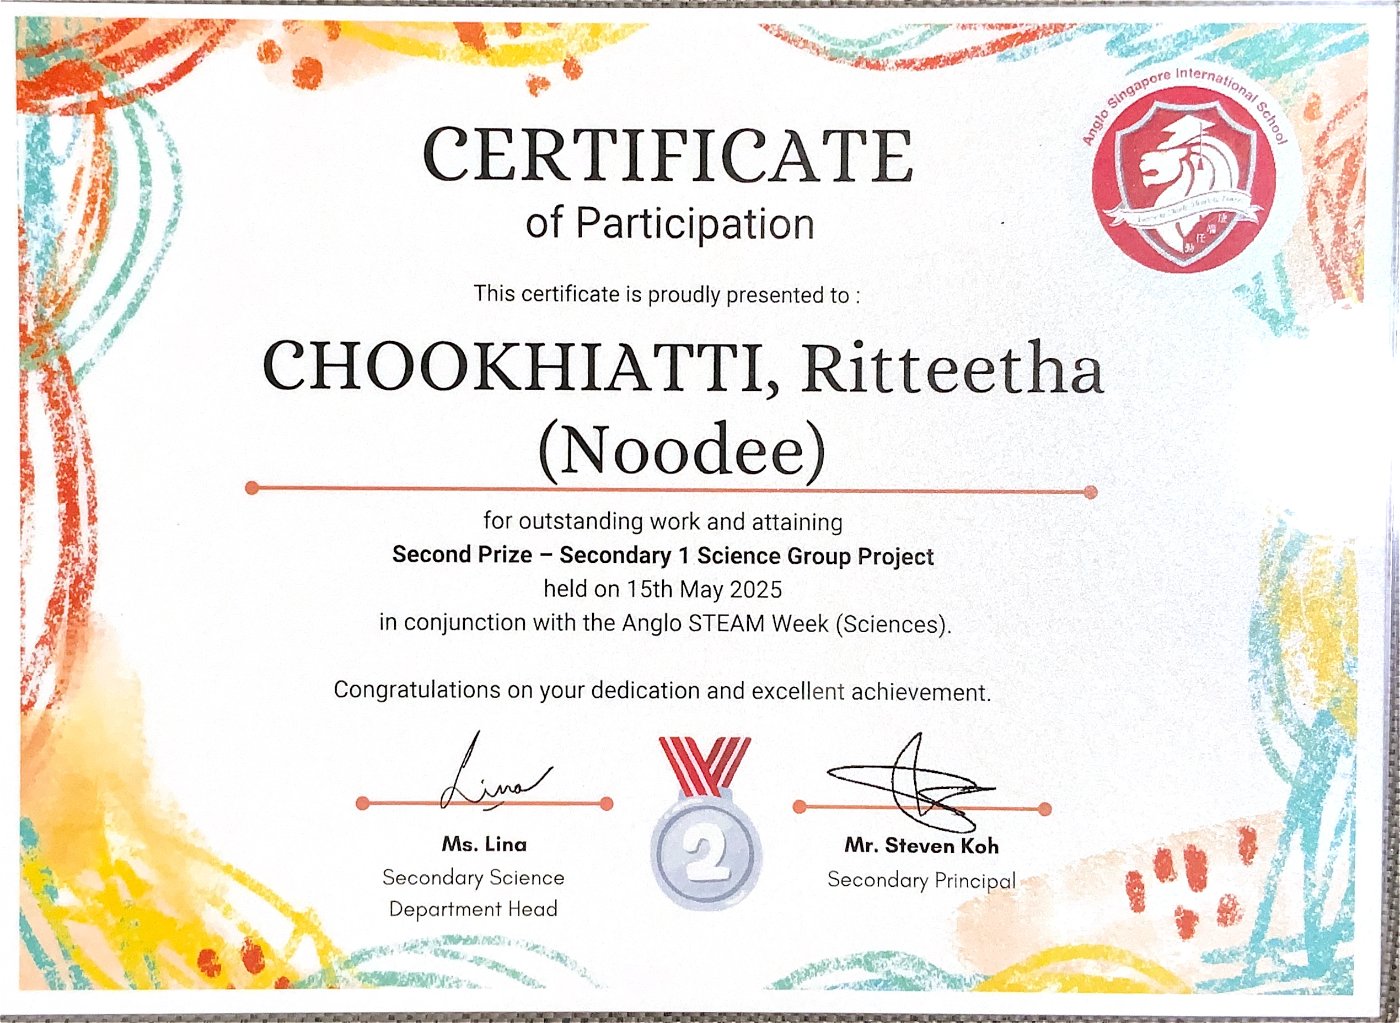 Anglo Singapore International School
CERTIFICATE
of Participation
This certificate is proudly presented to :
CHOOKHIATTI, Ritteetha
(Noodee)
for outstanding work and attaining
Second Prize – Secondary 1 Science Group Project
held on 15th May 2025
in conjunction with the Anglo STEAM Week (Sciences).
Congratulations on your dedication and excellent achievement.
Lina
2
Ms. Lina
Secondary Science
Department Head
Mr. Steven Koh
Secondary Principal